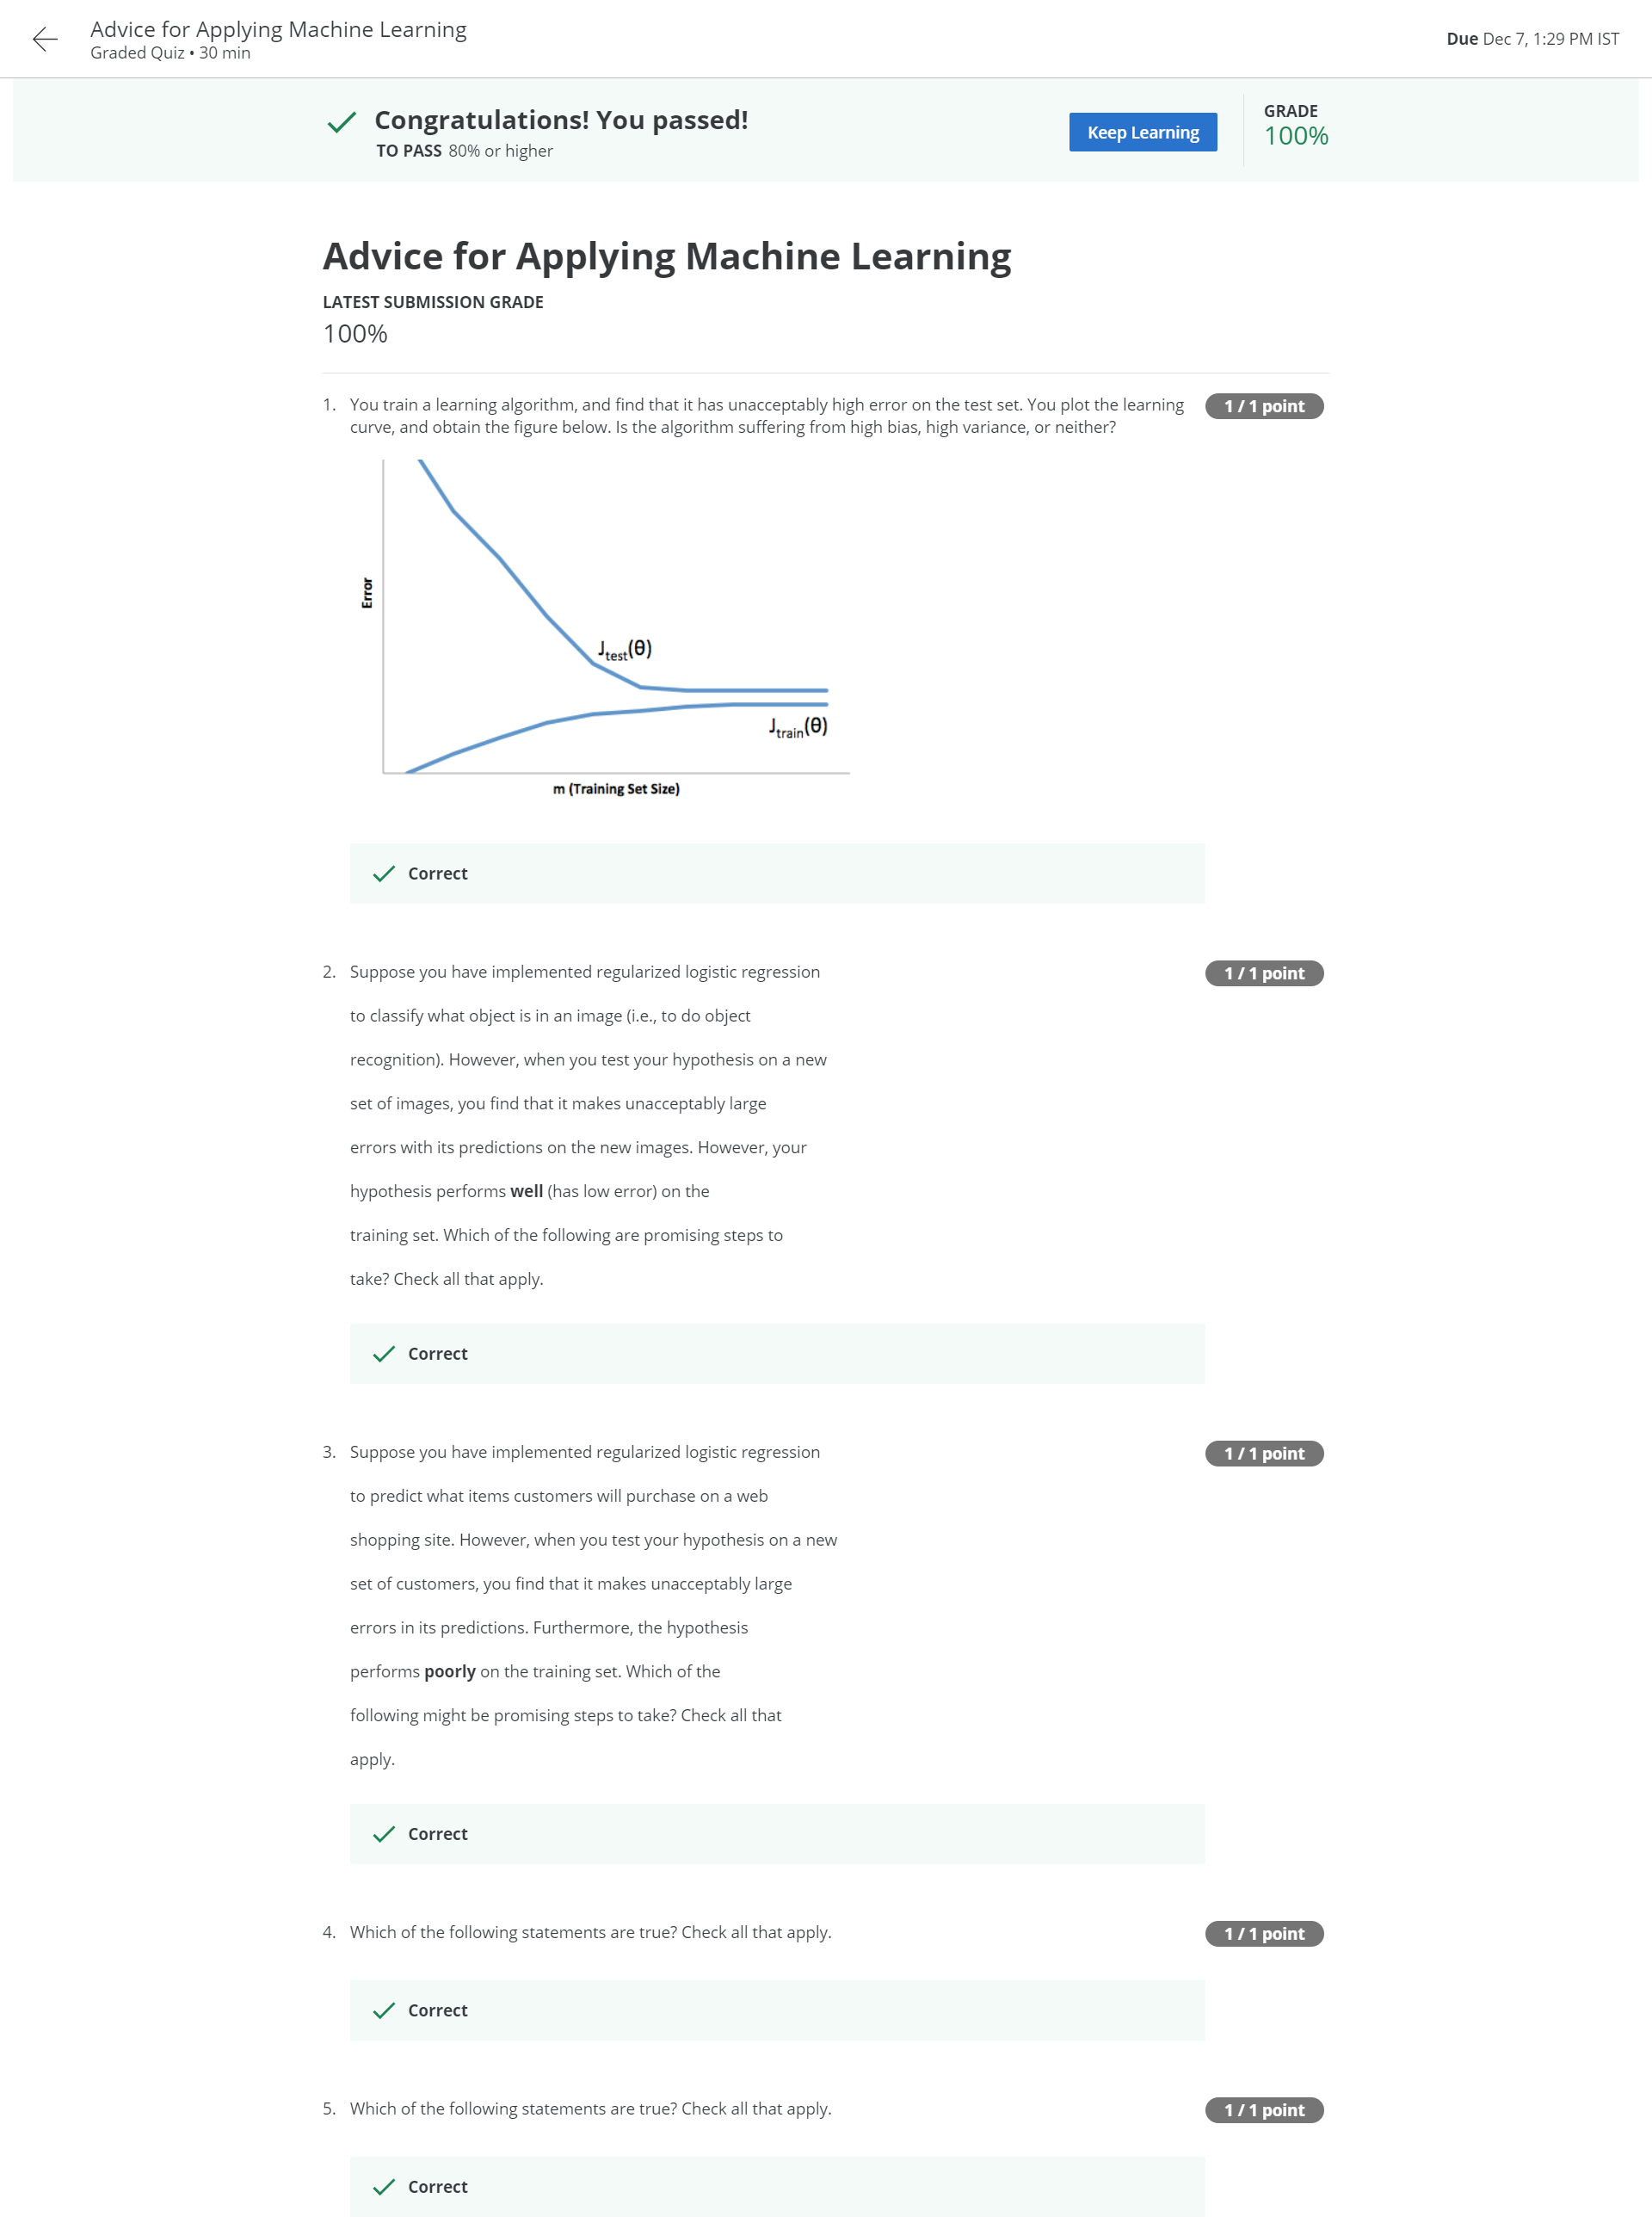 Advice for Applying Machine Learning
Graded Quiz • 30 min
Due Dec 7, 1:29 PM IST
Congratulations! You passed!
TO PASS 80% or higher
Keep Learning
GRADE
100%
Advice for Applying Machine Learning
LATEST SUBMISSION GRADE
100%
1. You train a learning algorithm, and find that it has unacceptably high error on the test set. You plot the learning
curve, and obtain the figure below. Is the algorithm suffering from high bias, high variance, or neither?
1 / 1 point
Error
Jtest(θ)
Jtrain(θ)
m (Training Set Size)
Correct
2. Suppose you have implemented regularized logistic regression
1 / 1 point
to classify what object is in an image (i.e., to do object
recognition). However, when you test your hypothesis on a new
set of images, you find that it makes unacceptably large
errors with its predictions on the new images. However, your
hypothesis performs well (has low error) on the
training set. Which of the following are promising steps to
take? Check all that apply.
Correct
3. Suppose you have implemented regularized logistic regression
1 / 1 point
to predict what items customers will purchase on a web
shopping site. However, when you test your hypothesis on a new
set of customers, you find that it makes unacceptably large
errors in its predictions. Furthermore, the hypothesis
performs poorly on the training set. Which of the
following might be promising steps to take? Check all that
apply.
Correct
4. Which of the following statements are true? Check all that apply.
1 / 1 point
Correct
5. Which of the following statements are true? Check all that apply.
1 / 1 point
Correct